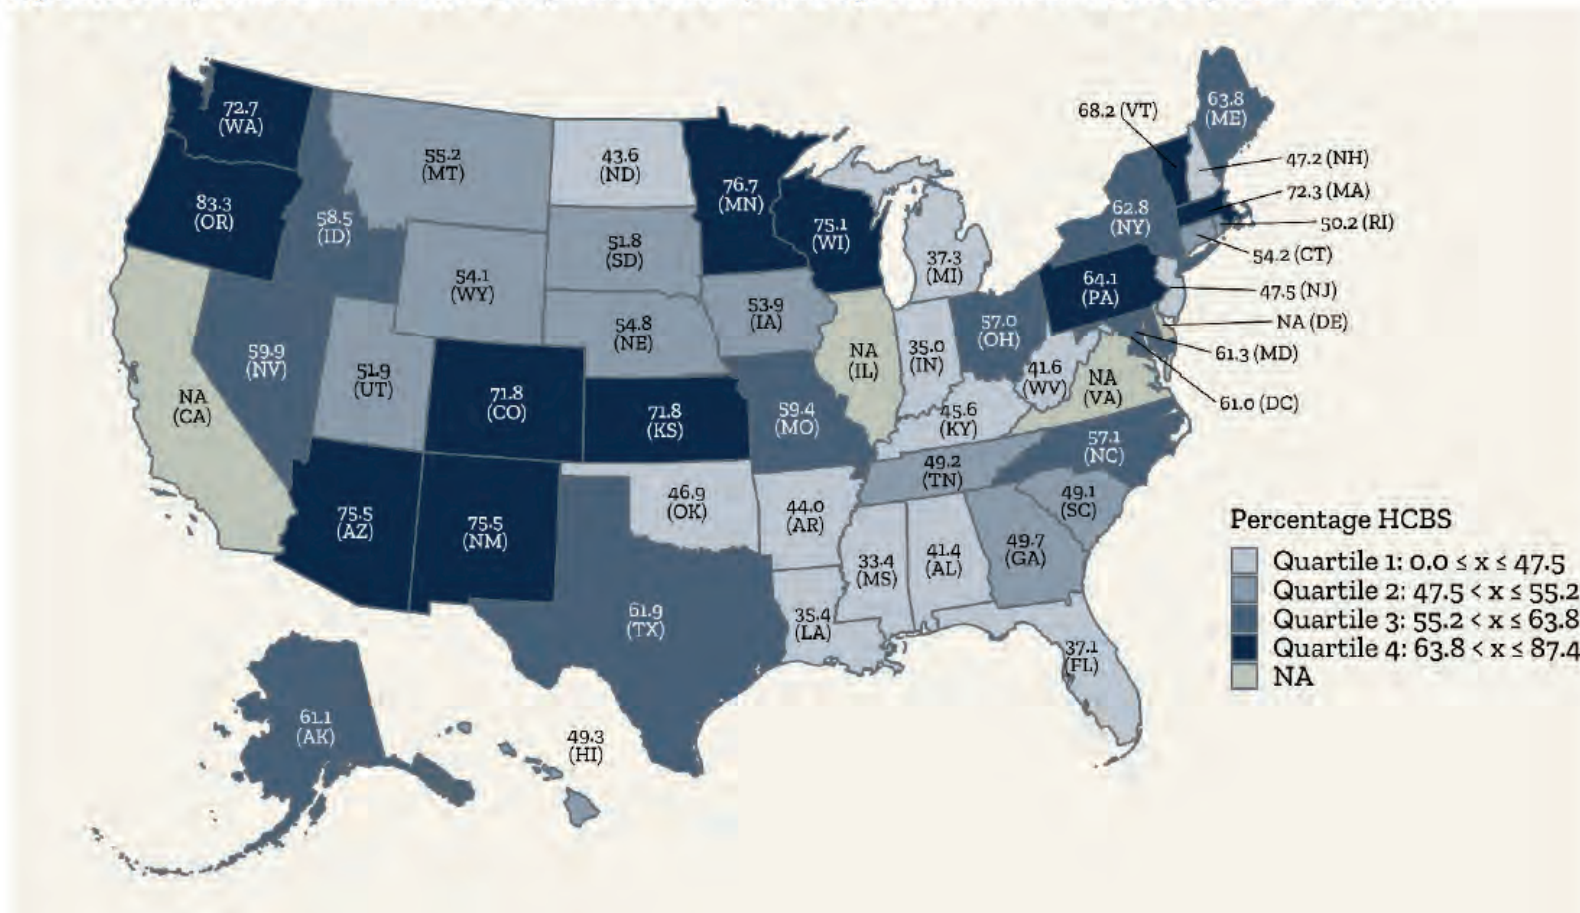 72.7
(WA)
83.3
(OR)
58.5
(ID)
55.2
(MT)
43.6
(ND)
76.7
(MN)
75.1
(WI)
37.3
(MI)
68.2 (VT)
63.8
(ME)
47.2 (NH)
72.3 (MA)
50.2 (RI)
54.2 (CT)
62.8
(NY)
64.1
(PA)
47.5 (NJ)
NA (DE)
61.3 (MD)
61.0 (DC)
51.8
(SD)
54.1
(WY)
54.8
(NE)
53.9
(IA)
NA
(IL)
35.0
(IN)
57.0
(OH)
41.6
(WV)
NA
(VA)
NA
(CA)
59.9
(NV)
51.9
(UT)
71.8
(CO)
71.8
(KS)
59.4
(MO)
45.6
(KY)
57.1
(NC)
49.2
(TN)
49.1
(SC)
75.5
(AZ)
75.5
(NM)
46.9
(OK)
44.0
(AR)
33.4
(MS)
41.4
(AL)
49.7
(GA)
61.9
(TX)
35.4
(LA)
37.1
(FL)
61.1
(AK)
49.3
(HI)
Percentage HCBS
Quartile 1: 0.0 ≤ x ≤ 47.5
Quartile 2: 47.5 < x ≤ 55.2
Quartile 3: 55.2 < x ≤ 63.8
Quartile 4: 63.8 < x ≤ 87.4
NA